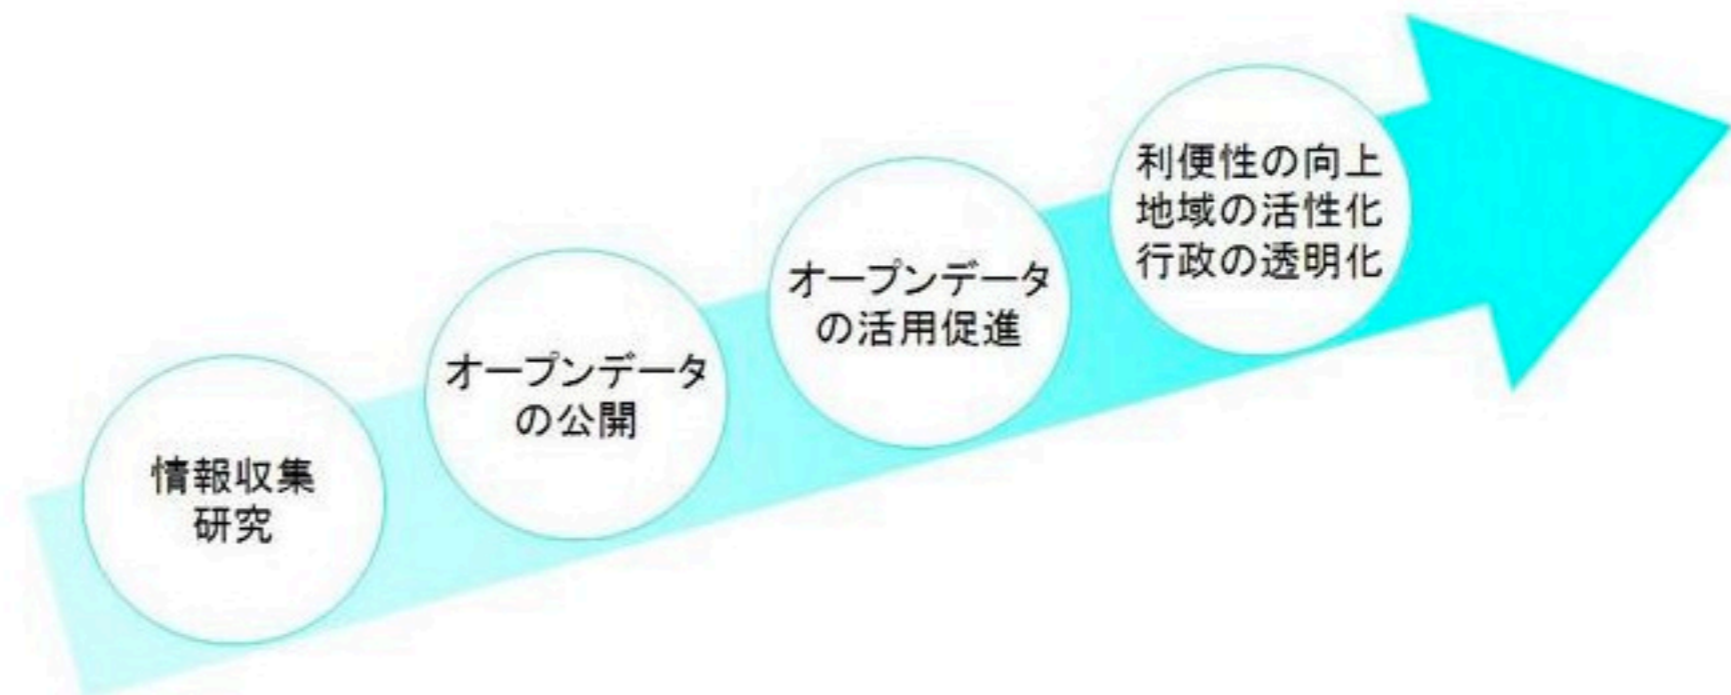 情報収集
研究
オープンデータ
の公開
オープンデータ
の活用促進
利便性の向上
地域の活性化
行政の透明化